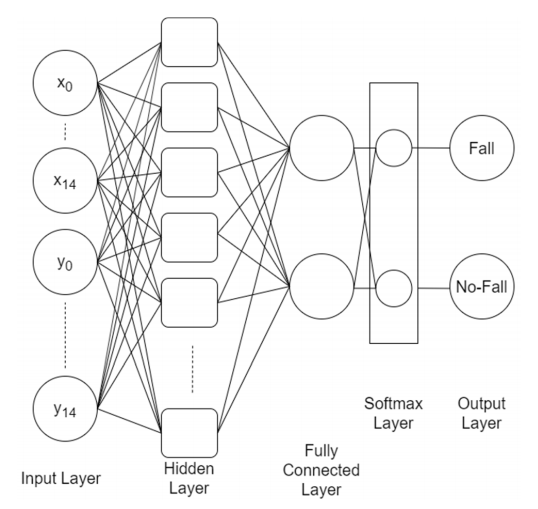 x0
x14
y0
y14
Fall
No-Fall
Input Layer
Hidden
Layer
Fully
Connected
Layer
Softmax
Layer
Output
Layer